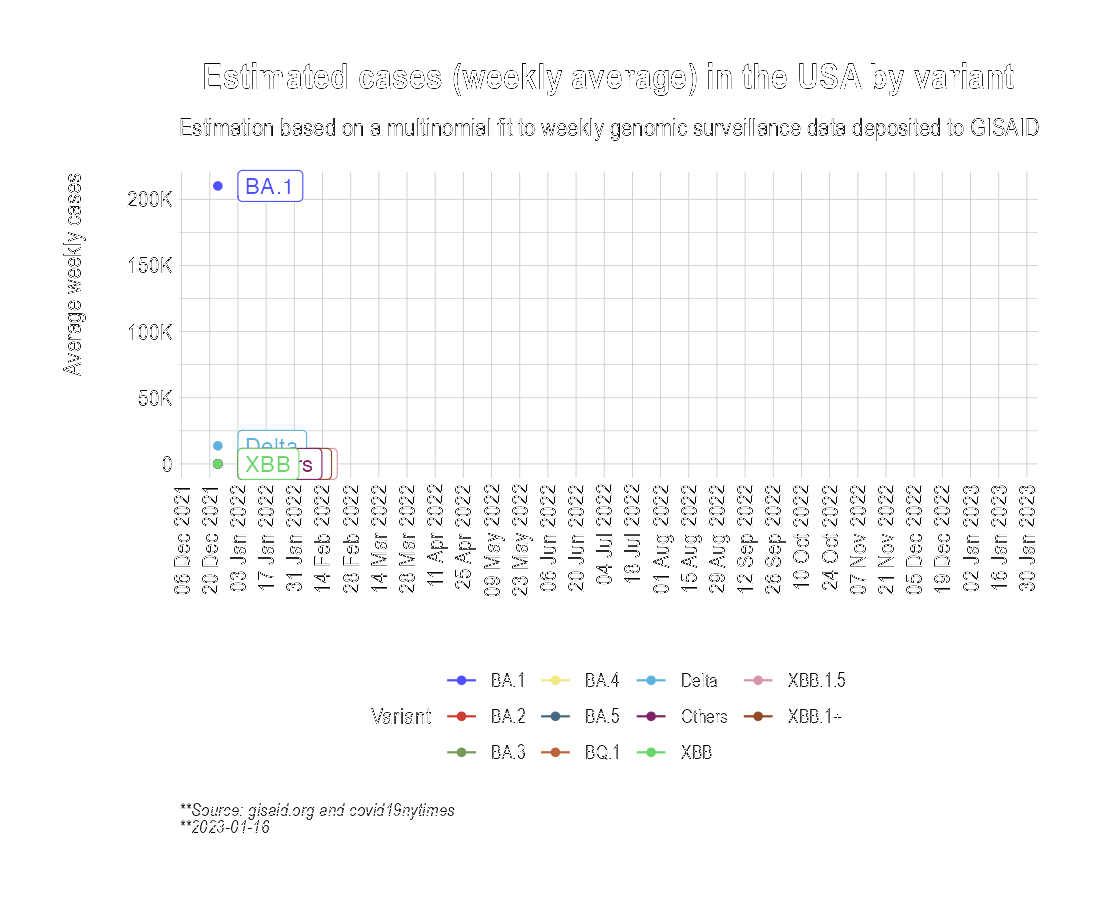 Estimated cases (weekly average) in the USA by variant
Estimation based on a multinomial fit to weekly genomic surveillance data deposited to GISAID
Average weekly cases
200K
150K
100K
50K
0
BA.1
Delta
XBB
rs
06 Dec 2021
20 Dec 2021
03 Jan 2022
17 Jan 2022
31 Jan 2022
14 Feb 2022
28 Feb 2022
14 Mar 2022
28 Mar 2022
11 Apr 2022
25 Apr 2022
09 May 2022
23 May 2022
06 Jun 2022
20 Jun 2022
04 Jul 2022
18 Jul 2022
01 Aug 2022
15 Aug 2022
29 Aug 2022
12 Sep 2022
26 Sep 2022
10 Oct 2022
24 Oct 2022
07 Nov 2022
21 Nov 2022
05 Dec 2022
19 Dec 2022
02 Jan 2023
16 Jan 2023
30 Jan 2023
Variant
BA.1
BA.2
BA.3
BA.4
BA.5
BQ.1
Delta
Others
XBB
XBB.1.5
XBB.1+
**Source: gisaid.org and covid19nytimes
**2023-01-16